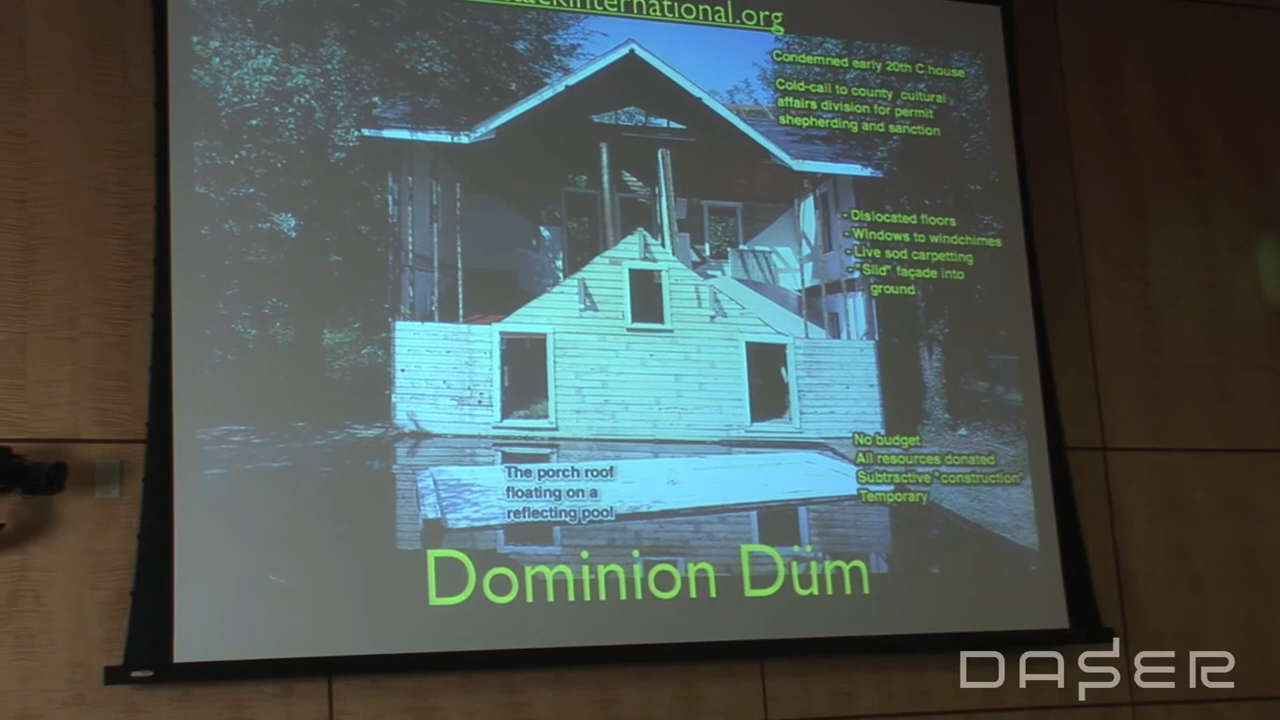 ackinternational.org
Condemned early 20th C house
Cold-call to county cultural
affairs division for permit
shepherding and sanction
- Dislocated floors
- Windows to windchimes
- Live sod carpetting
- "Slid" façade into
ground
No budget
All resources donated
Subtractive "construction"
Temporary
The porch roof
floating on a
reflecting pool
Dominion Düm
DASER